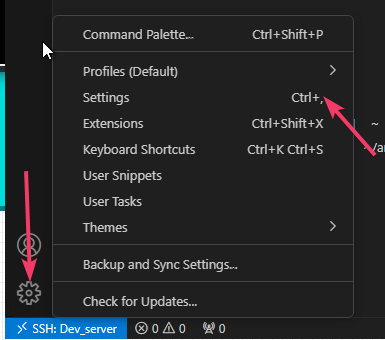 Command Palette... Ctrl+Shift+P
Profiles (Default)
Settings Ctrl+,
Extensions Ctrl+Shift+X
Keyboard Shortcuts Ctrl+K Ctrl+S
User Snippets
User Tasks
Themes
Backup and Sync Settings...
Check for Updates...
SSH: Dev_server 0 0 0